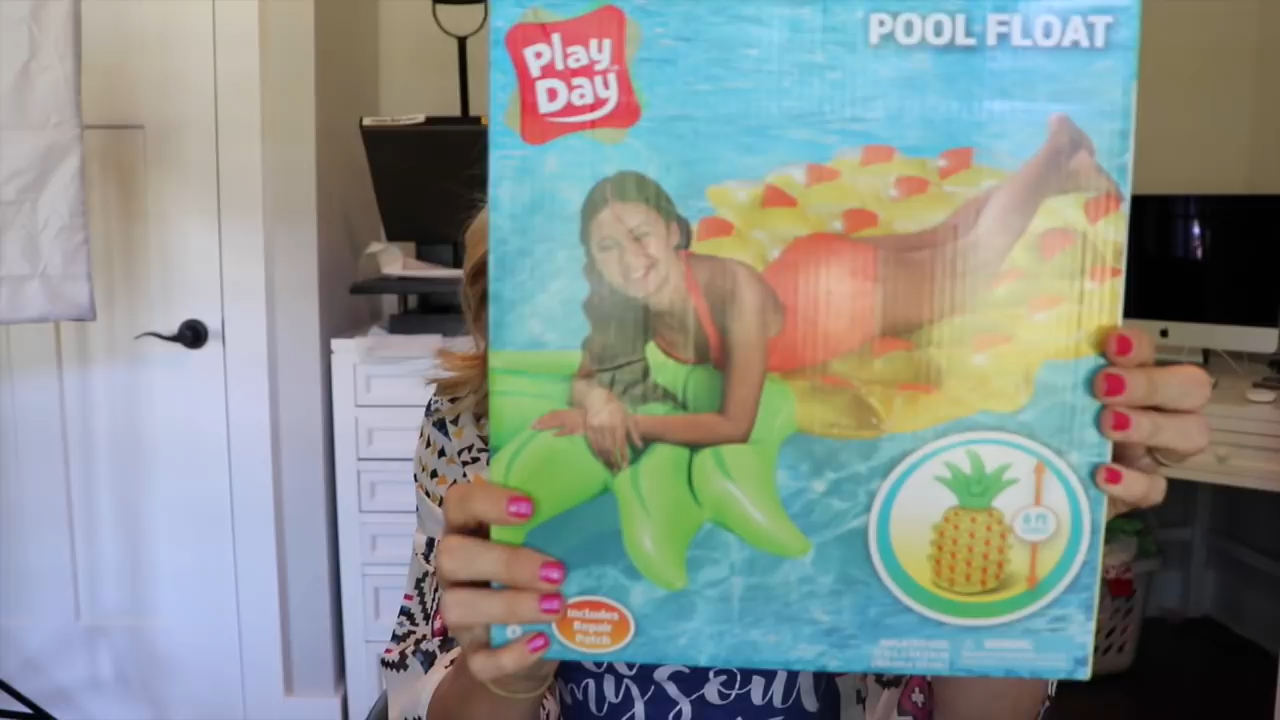 Play
Day
POOL FLOAT
6 ft
Includes
Repair
Patch
my soul